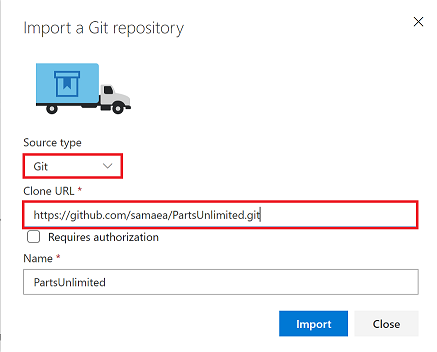 Import a Git repository
Source type
Git
Clone URL *
https://github.com/samaea/PartsUnlimited.git
Requires authorization
Name *
PartsUnlimited
Import Close